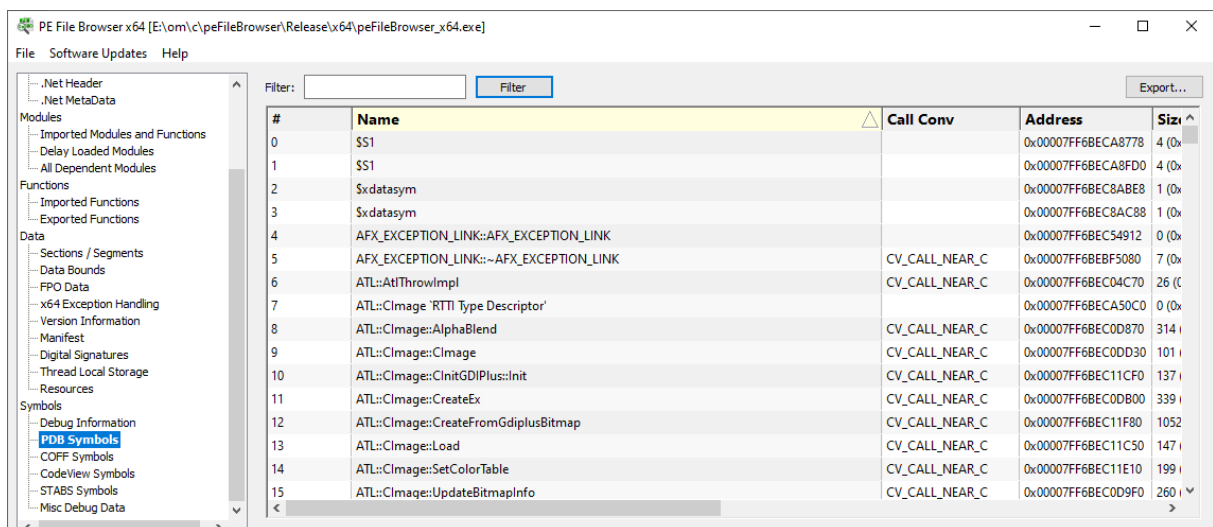 PE File Browser x64 [E:\om\c\peFileBrowser\Release\x64\peFileBrowser_x64.exe]
File Software Updates Help
.Net Header
.Net MetaData
Modules
Imported Modules and Functions
Delay Loaded Modules
All Dependent Modules
Functions
Imported Functions
Exported Functions
Data
Sections / Segments
Data Bounds
FPO Data
x64 Exception Handling
Version Information
Manifest
Digital Signatures
Thread Local Storage
Resources
Symbols
Debug Information
PDB Symbols
COFF Symbols
CodeView Symbols
STABS Symbols
Misc Debug Data
Filter: Filter Export...
# Name Call Conv Address
0 $S1 0x00007FF6BECA8778 4 (0x
1 $S1 0x00007FF6BECA8FD0 4 (0x
2 $xdatasym 0x00007FF6BEC8ABE8 1 (0x
3 $xdatasym 0x00007FF6BEC8AC88 1 (0x
4 AFX_EXCEPTION_LINK::AFX_EXCEPTION_LINK 0x00007FF6BEC54912 0 (0x
5 AFX_EXCEPTION_LINK::~AFX_EXCEPTION_LINK CV_CALL_NEAR_C 0x00007FF6BEBF5080 7 (0x
6 ATL::AtlThrowImpl CV_CALL_NEAR_C 0x00007FF6BEC04C70 26 (
7 ATL::CImage `RTTI Type Descriptor' 0x00007FF6BECA50C0 0 (0x
8 ATL::CImage::AlphaBlend CV_CALL_NEAR_C 0x00007FF6BEC0D870 314 (
9 ATL::CImage::CImage CV_CALL_NEAR_C 0x00007FF6BEC0DD30 101 (
10 ATL::CImage::CInitGDIPlus::Init CV_CALL_NEAR_C 0x00007FF6BEC11CF0 137 (
11 ATL::CImage::CreateEx CV_CALL_NEAR_C 0x00007FF6BEC0DB00 339 (
12 ATL::CImage::CreateFromGdiplusBitmap CV_CALL_NEAR_C 0x00007FF6BEC11F80 1052
13 ATL::CImage::Load CV_CALL_NEAR_C 0x00007FF6BEC11C50 147 (
14 ATL::CImage::SetColorTable CV_CALL_NEAR_C 0x00007FF6BEC11E10 199 (
15 ATL::CImage::UpdateBitmapInfo CV_CALL_NEAR_C 0x00007FF6BEC0D9F0 260 (